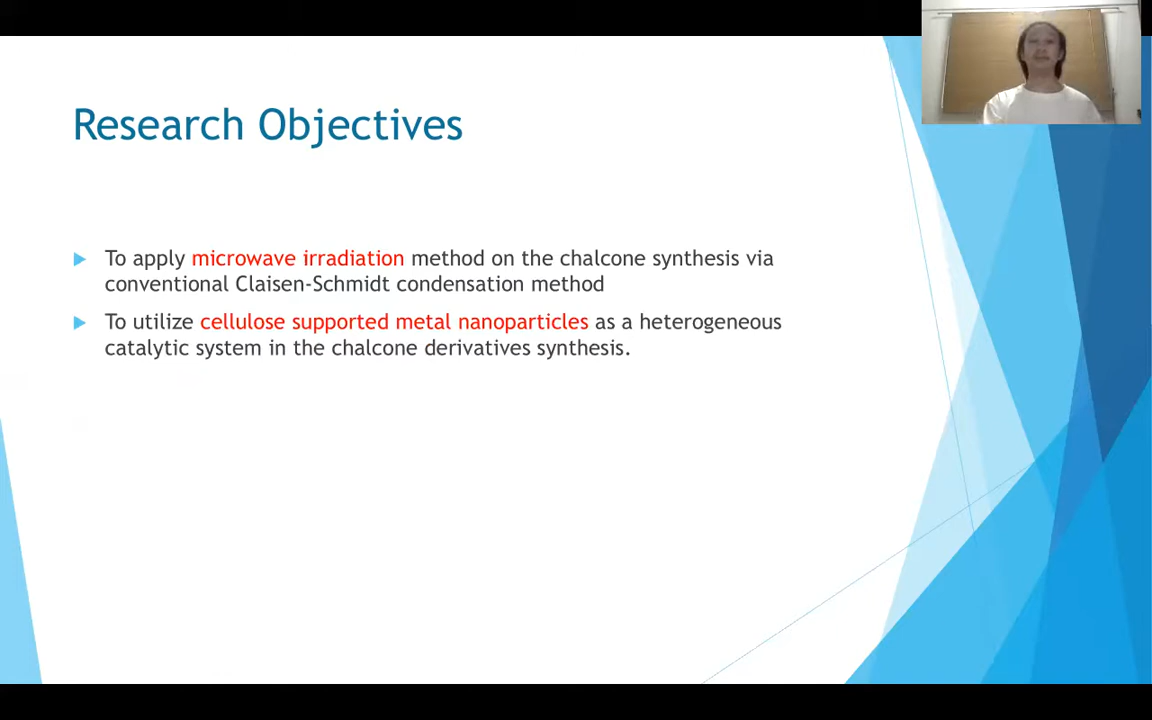 Research Objectives
To apply microwave irradiation method on the chalcone synthesis via
conventional Claisen-Schmidt condensation method
To utilize cellulose supported metal nanoparticles as a heterogeneous
catalytic system in the chalcone derivatives synthesis.